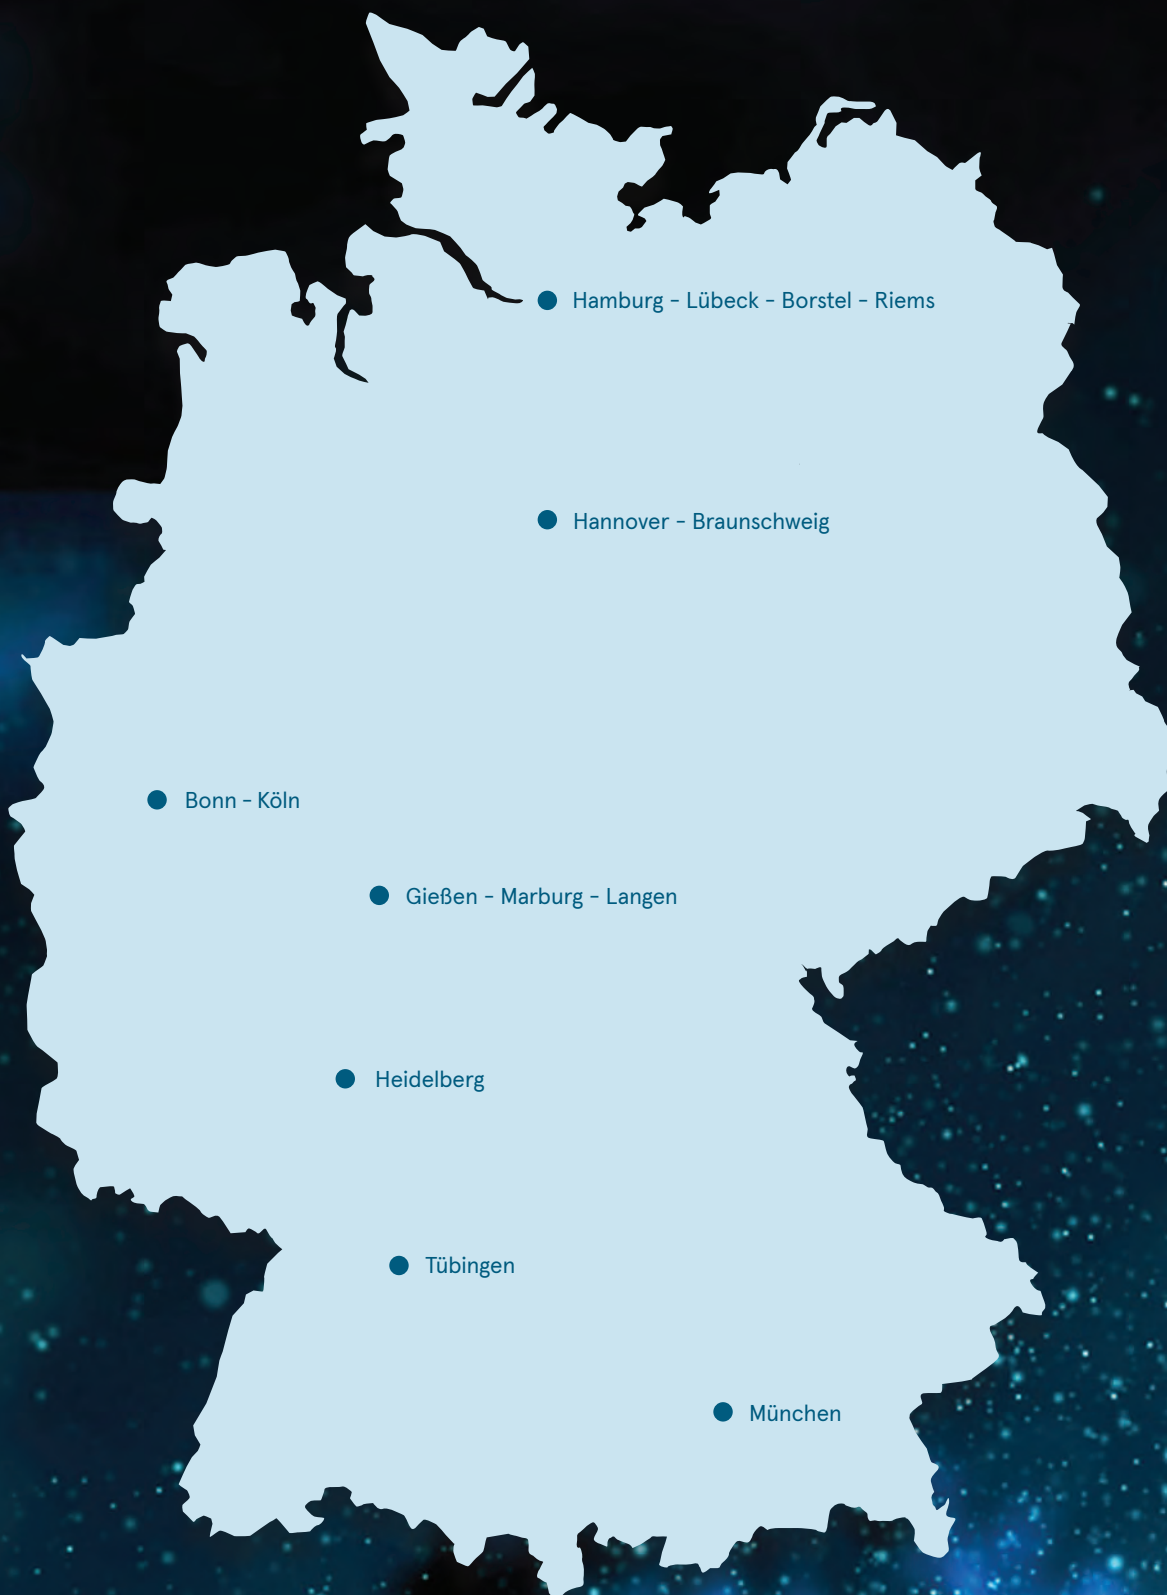 Hamburg – Lübeck – Borstel – Riems
Hannover – Braunschweig
Bonn – Köln
Gießen – Marburg – Langen
Heidelberg
Tübingen
München